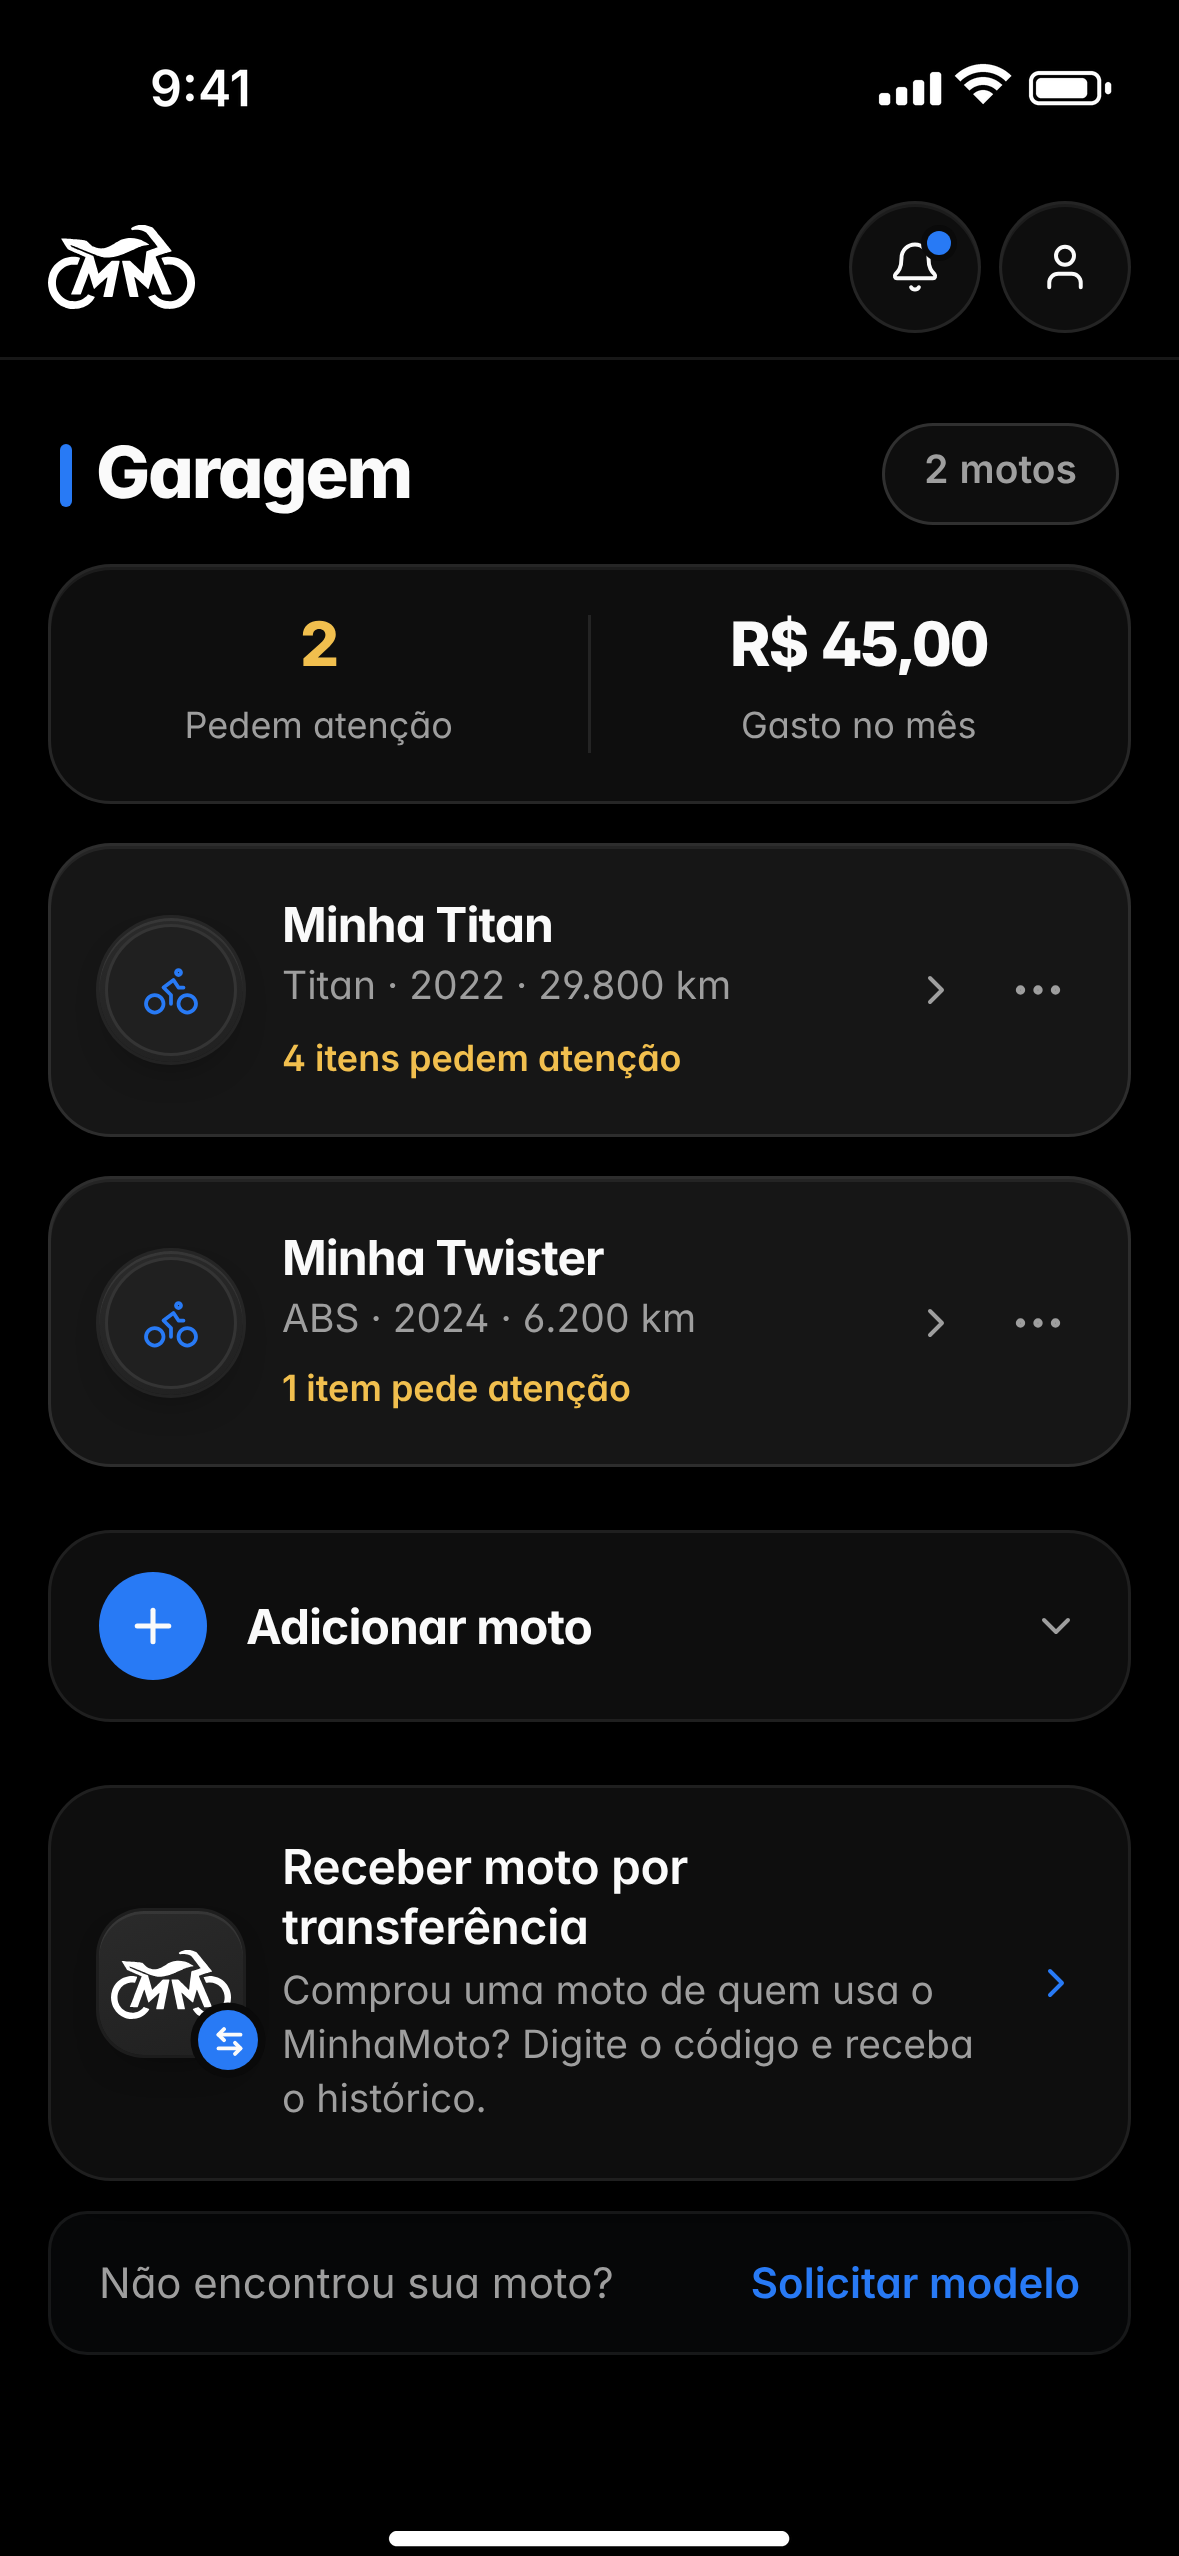 9:41
MM
Garagem
2 motos
2
Pedem atenção
R$ 45,00
Gasto no mês
Minha Titan
Titan · 2022 · 29.800 km
4 itens pedem atenção
Minha Twister
ABS · 2024 · 6.200 km
1 item pede atenção
Adicionar moto
Receber moto por
transferência
Comprou uma moto de quem usa o
MinhaMoto? Digite o código e receba
o histórico.
MM
Não encontrou sua moto?
Solicitar modelo